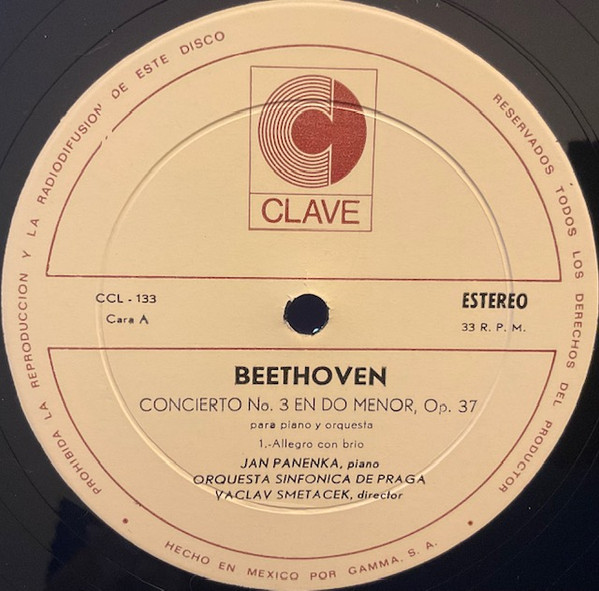 PROHIBIDA LA REPRODUCCION Y LA RADIODIFUSION DE ESTE DISCO
RESERVADOS TODOS LOS DERECHOS DEL PRODUCTOR
CLAVE
CCL - 133
Cara A
ESTEREO
33 R. P. M.
BEETHOVEN
CONCIERTO No. 3 EN DO MENOR, Op. 37
para piano y orquesta
1.-Allegro con brio
JAN PANENKA, piano
ORQUESTA SINFONICA DE PRAGA
VACLAV SMETACEK, director
HECHO EN MEXICO POR GAMMA, S. A.